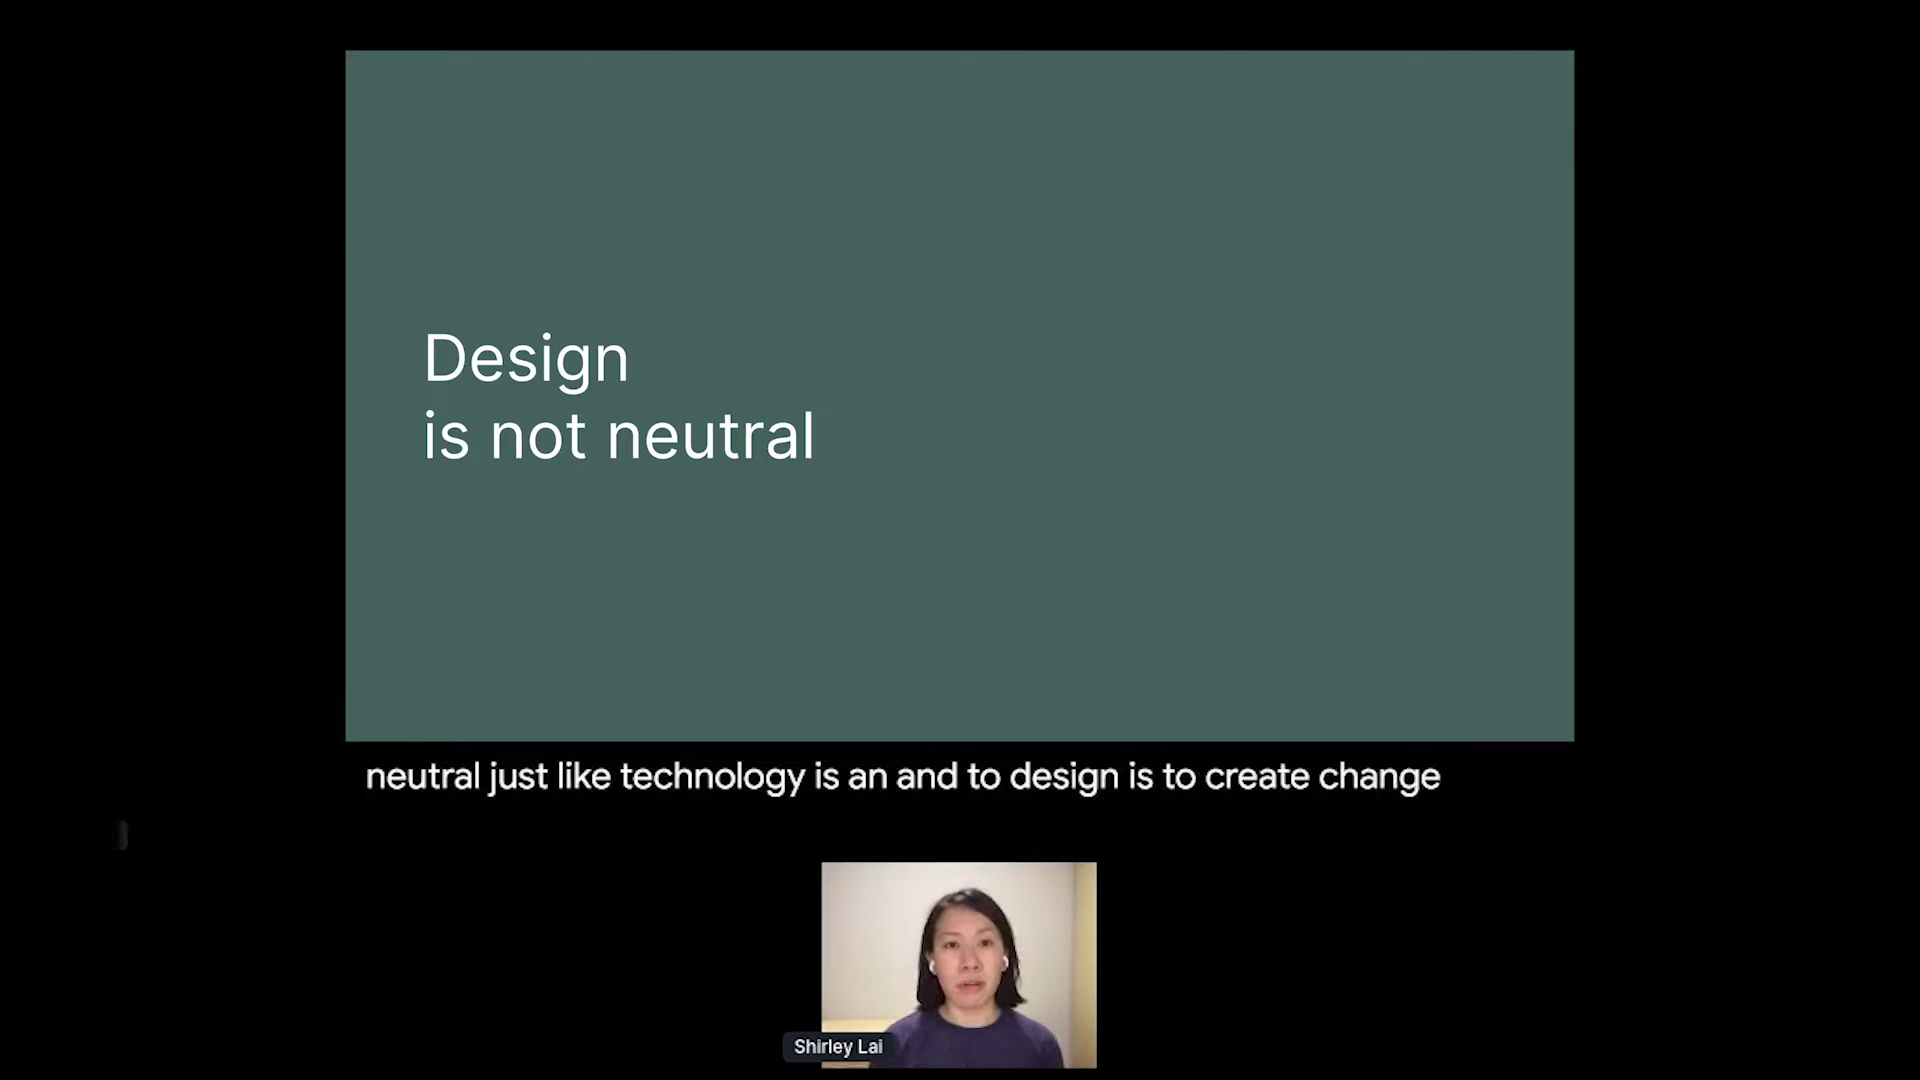 Design
is not neutral
neutral just like technology is an and to design is to create change
Shirley Lai